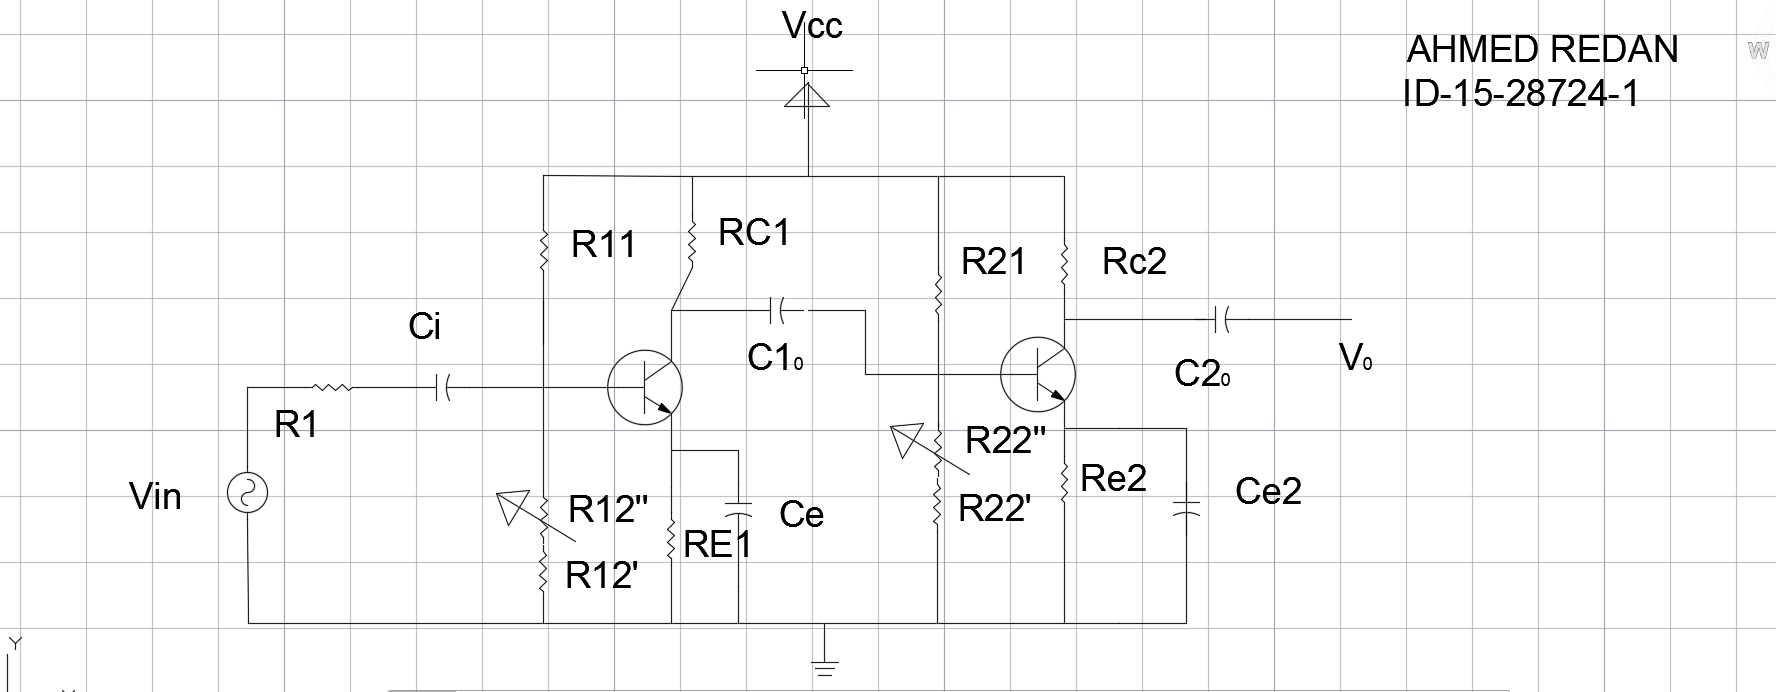 Vcc
AHMED REDAN
ID-15-28724-1
W
R11
RC1
R21
Rc2
Ci
C1₀
C2₀
V₀
R1
R22"
R22'
Re2
Ce2
Vin
R12"
R12'
Ce
RE1
Y